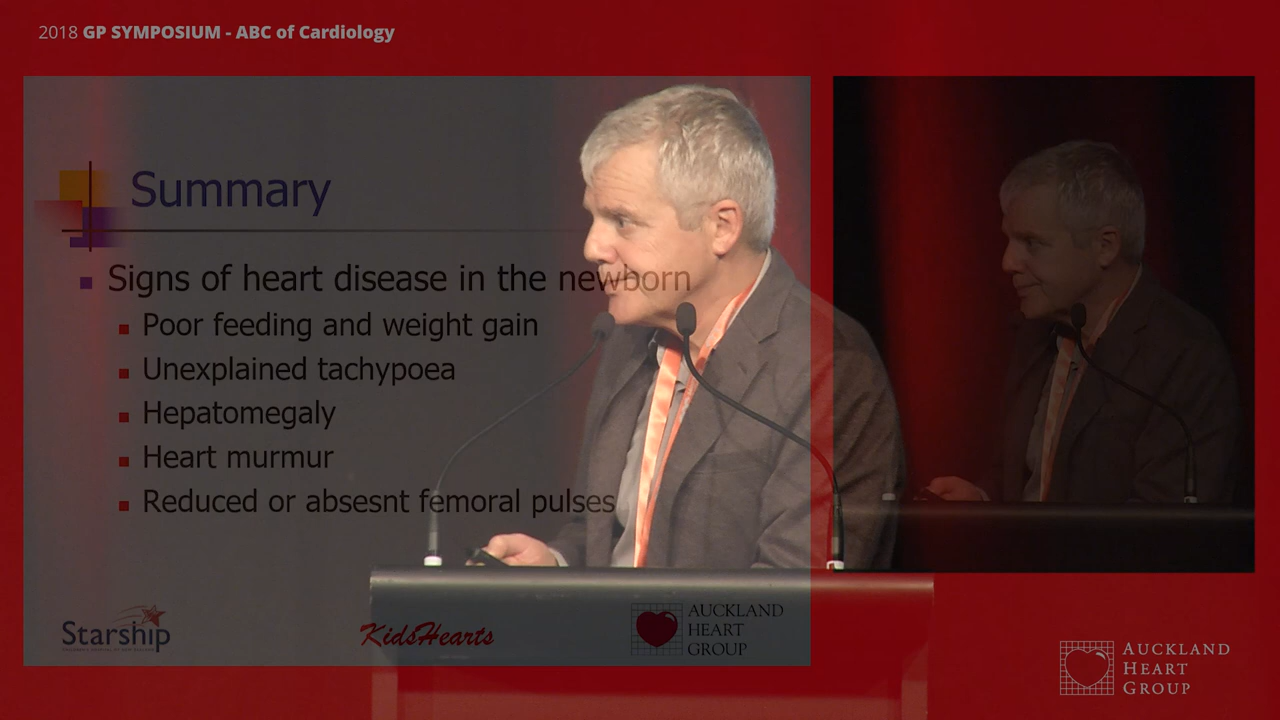 2018 GP SYMPOSIUM - ABC of Cardiology
Summary
Signs of heart disease in the newborn
Poor feeding and weight gain
Unexplained tachypoea
Hepatomegaly
Heart murmur
Reduced or absesnt femoral pulses
Starship
KidsHearts
AUCKLAND
HEART
GROUP
AUCKLAND
HEART
GROUP